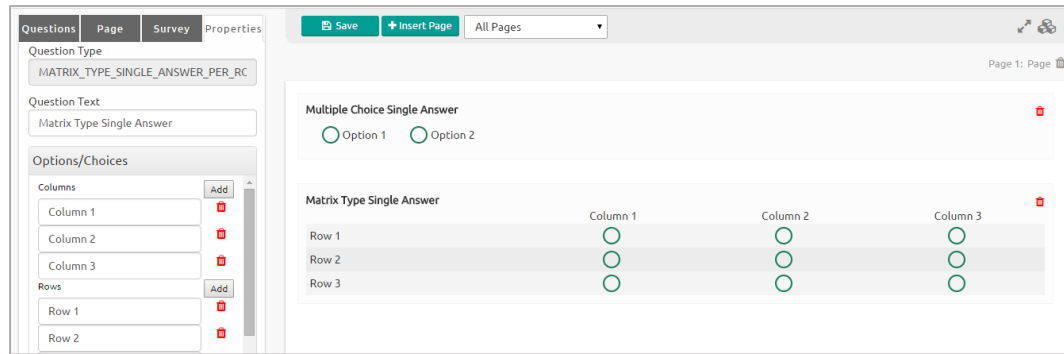 Questions Page Survey Properties
Question Type
MATRIX_TYPE_SINGLE_ANSWER_PER_RO
Question Text
Matrix Type Single Answer
Options/Choices
Columns Add
Column 1
Column 2
Column 3
Rows Add
Row 1
Row 2
Save Insert Page All Pages
Page 1: Page
Multiple Choice Single Answer
Option 1 Option 2
Matrix Type Single Answer
Column 1 Column 2 Column 3
Row 1
Row 2
Row 3